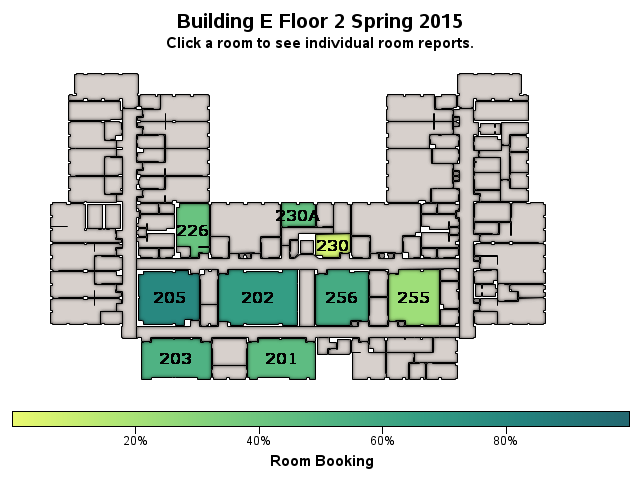 Building E Floor 2 Spring 2015
Click a room to see individual room reports.
230A
226
230
205 202 256 255
203 201
20% 40% 60% 80%
Room Booking